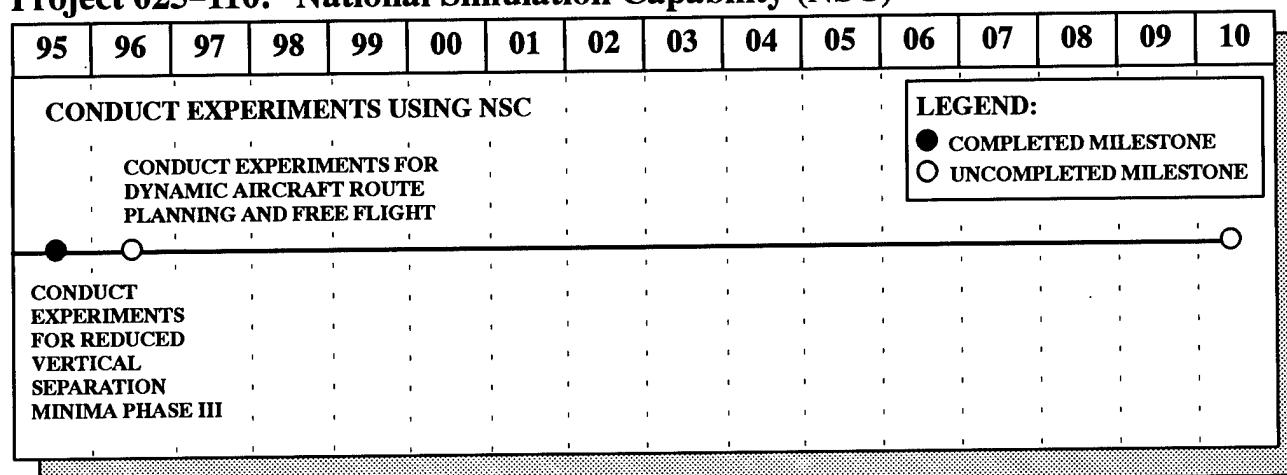 Project 025–110: National Simulation Capability (NSC)
95 96 97 98 99 00 01 02 03 04 05 06 07 08 09 10
CONDUCT EXPERIMENTS USING NSC
LEGEND:
COMPLETED MILESTONE
UNCOMPLETED MILESTONE
CONDUCT EXPERIMENTS FOR
DYNAMIC AIRCRAFT ROUTE
PLANNING AND FREE FLIGHT
CONDUCT
EXPERIMENTS
FOR REDUCED
VERTICAL
SEPARATION
MINIMA PHASE III